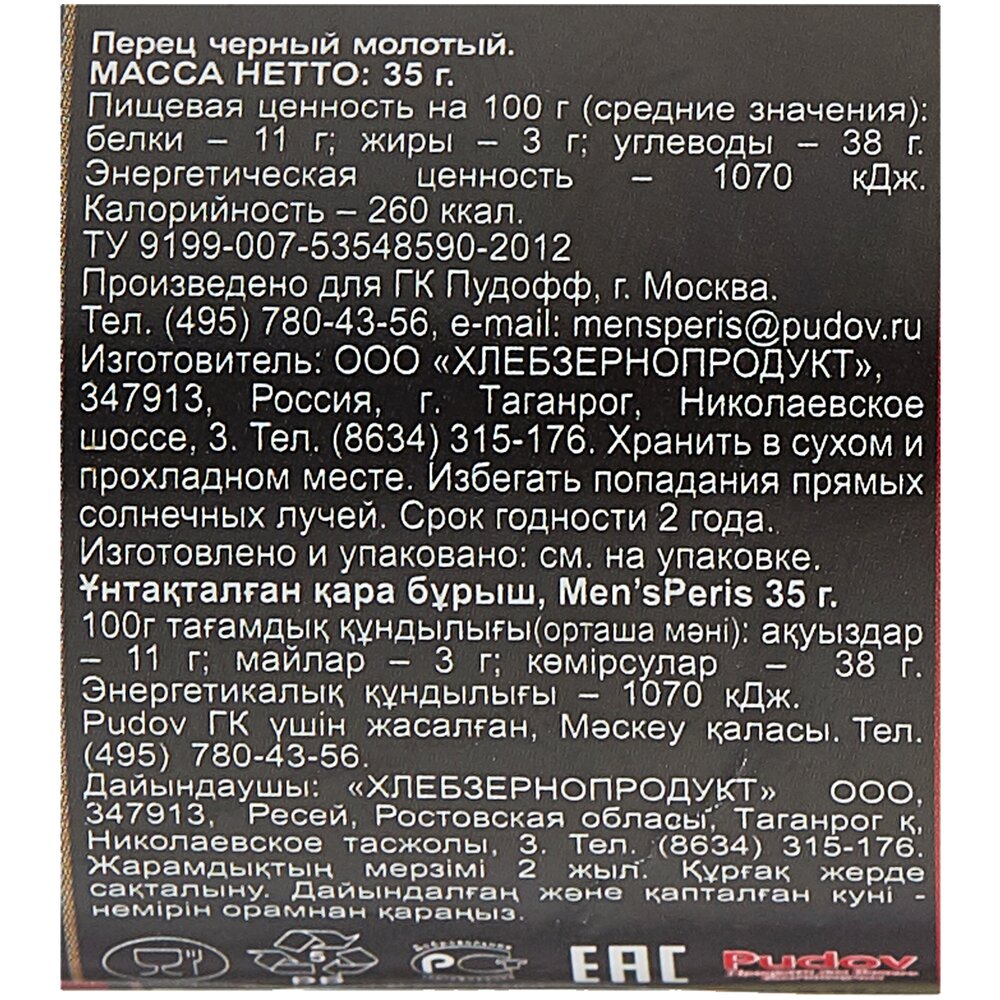 Перец черный молотый.
МАССА НЕТТО: 35 г.
Пищевая ценность на 100 г (средние значения):
белки – 11 г; жиры – 3 г; углеводы – 38 г.
Энергетическая ценность – 1070 кДж.
Калорийность – 260 ккал.
ТУ 9199-007-53548590-2012
Произведено для ГК Пудофф, г. Москва.
Тел. (495) 780-43-56, e-mail: mensperis@pudov.ru
Изготовитель: ООО «ХЛЕБЗЕРНОПРОДУКТ»,
347913, Россия, г. Таганрог, Николаевское
шоссе, 3. Тел. (8634) 315-176. Хранить в сухом и
прохладном месте. Избегать попадания прямых
солнечных лучей. Срок годности 2 года.
Изготовлено и упаковано: см. на упаковке.
Ұнтақталған қара бұрыш, Men'sPeris 35 г.
100г тағамдық құндылығы(орташа мәні): ақуыздар
– 11 г; майлар – 3 г; көмірсулар – 38 г.
Энергетикалық құндылығы – 1070 кДж.
Pudov ГК үшін жасалған, Мәскеу қаласы. Тел.
(495) 780-43-56.
Дайындаушы: «ХЛЕБЗЕРНОПРОДУКТ» ООО,
347913, Ресей, Ростовская обласы, Таганрог қ,
Николаевское тасжолы, 3. Тел. (8634) 315-176.
Жарамдықтың мерзімі 2 жыл. Құрғақ жерде
сақталыну. Дайындалған және қапталған куні -
немірін орамнан қараңыз.
5
PP
Добровольная
РС
ЕАС
Pudov